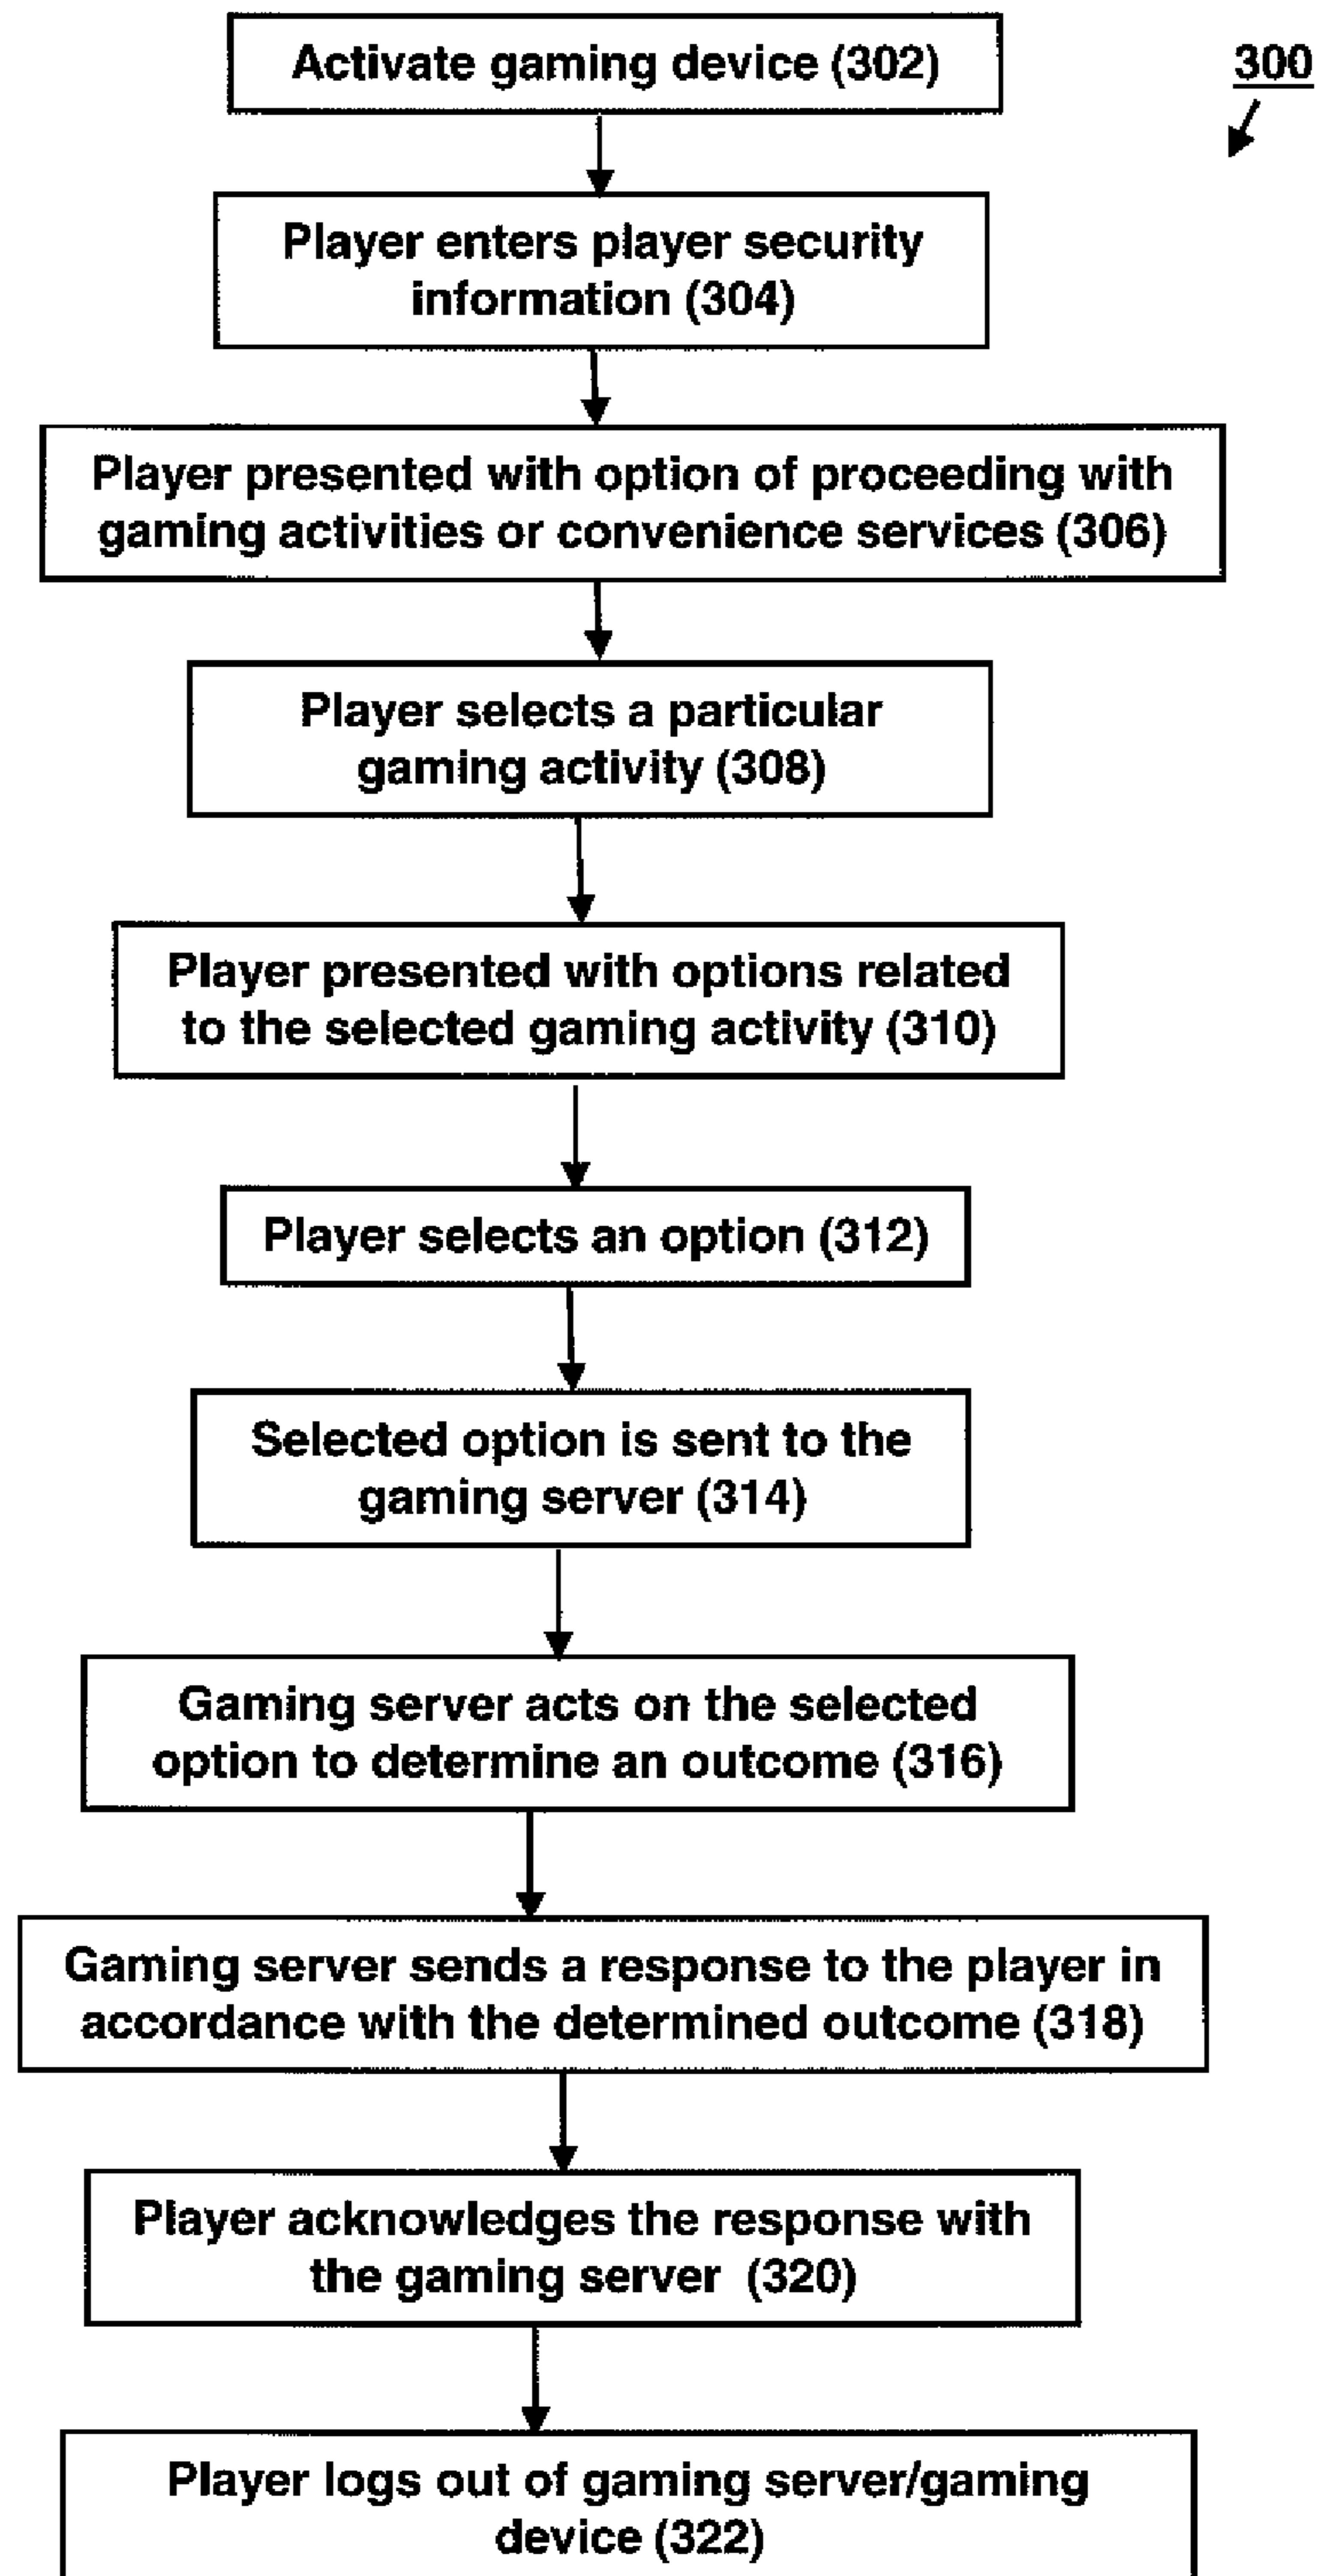 Activate gaming device (302)
300
Player enters player security
information (304)
Player presented with option of proceeding with
gaming activities or convenience services (306)
Player selects a particular
gaming activity (308)
Player presented with options related
to the selected gaming activity (310)
Player selects an option (312)
Selected option is sent to the
gaming server (314)
Gaming server acts on the selected
option to determine an outcome (316)
Gaming server sends a response to the player in
accordance with the determined outcome (318)
Player acknowledges the response with
the gaming server (320)
Player logs out of gaming server/gaming
device (322)